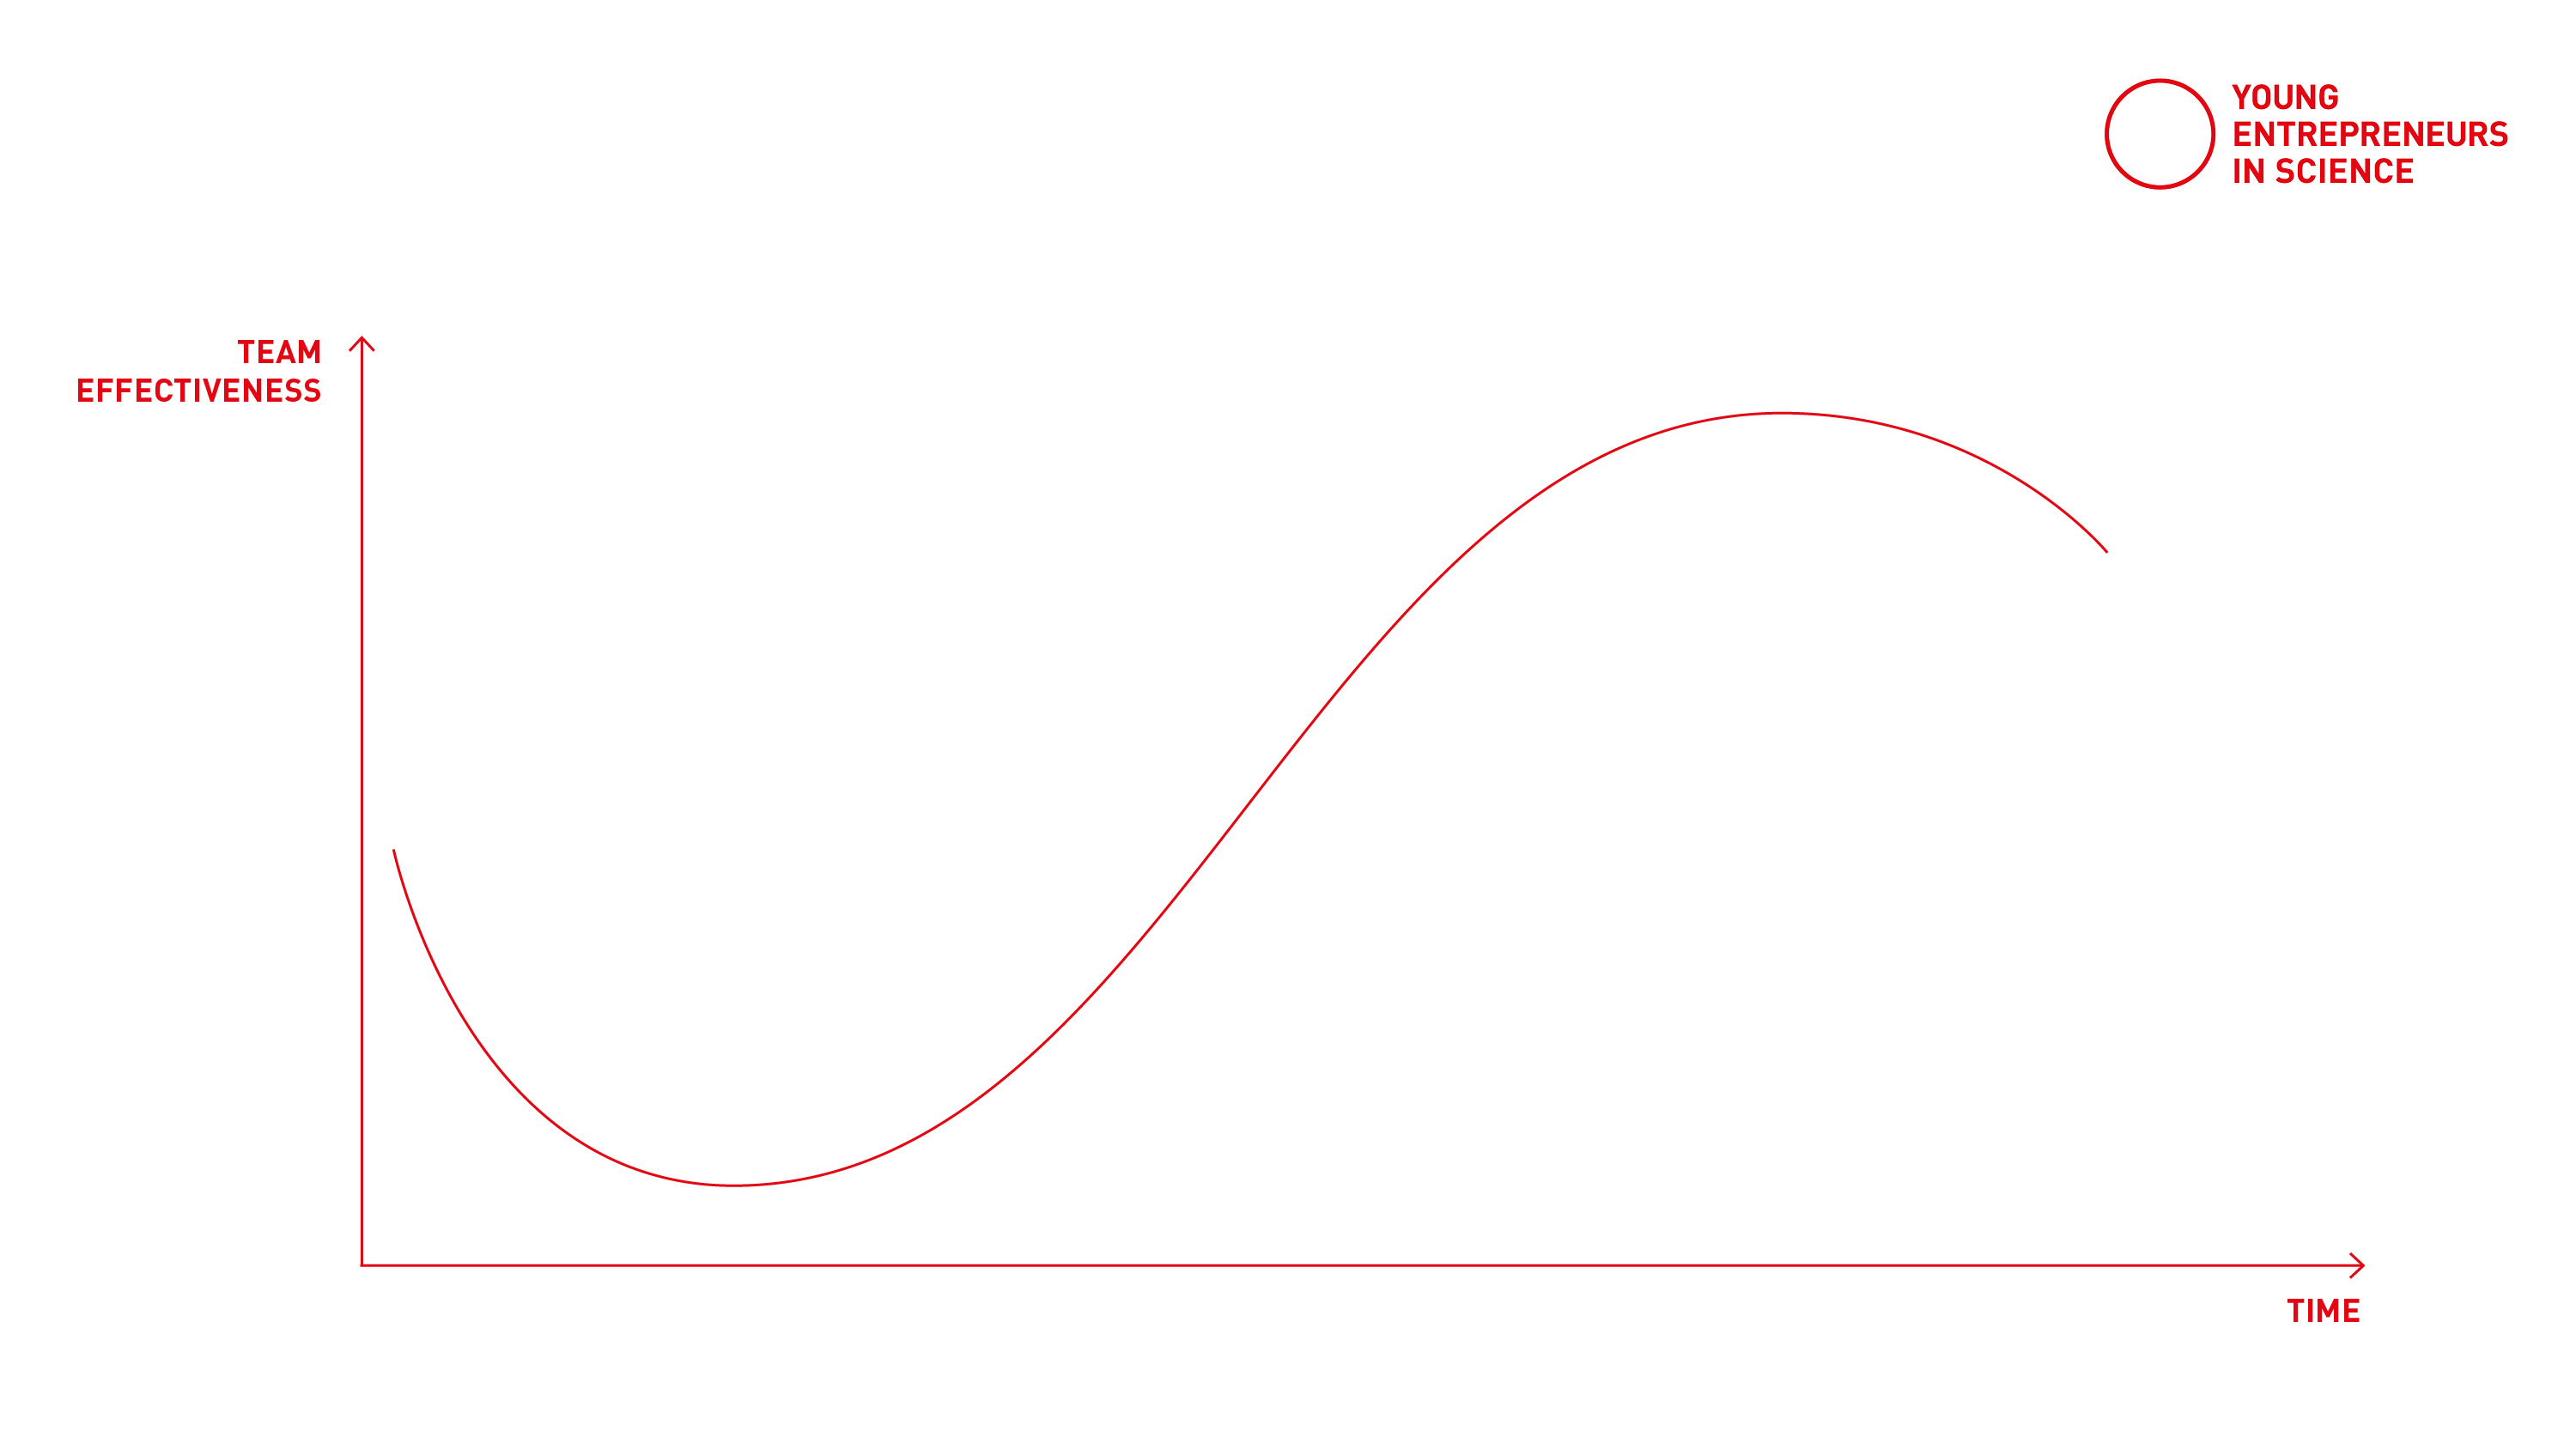 YOUNG
ENTREPRENEURS
IN SCIENCE
TEAM
EFFECTIVENESS
TIME